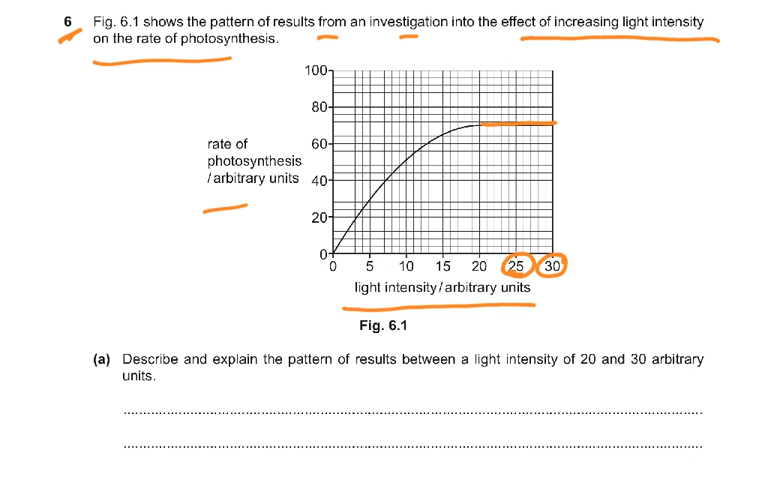 6 Fig. 6.1 shows the pattern of results from an investigation into the effect of increasing light intensity
on the rate of photosynthesis.
100
80
rate of
photosynthesis
/ arbitrary units
60
40
20
0
0 5 10 15 20 25 30
light intensity / arbitrary units
Fig. 6.1
(a) Describe and explain the pattern of results between a light intensity of 20 and 30 arbitrary
units.